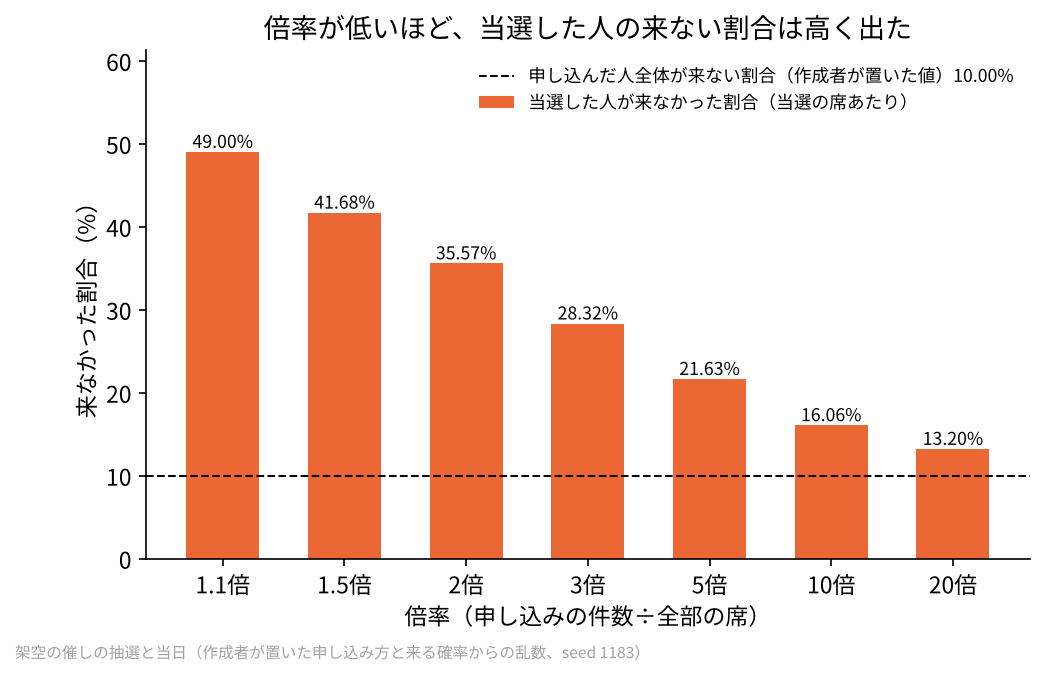 倍率が低いほど、当選した人の来ない割合は高く出た
申し込んだ人全体が来ない割合（作成者が置いた値）10.00%
当選した人が来なかった割合（当選の席あたり）
来なかった割合（%）
60
50
40
30
20
10
0
49.00%
41.68%
35.57%
28.32%
21.63%
16.06%
13.20%
1.1倍
1.5倍
2倍
3倍
5倍
10倍
20倍
倍率（申し込みの件数÷全部の席）
架空の催しの抽選と当日（作成者が置いた申し込み方と来る確率からの乱数、seed 1183）